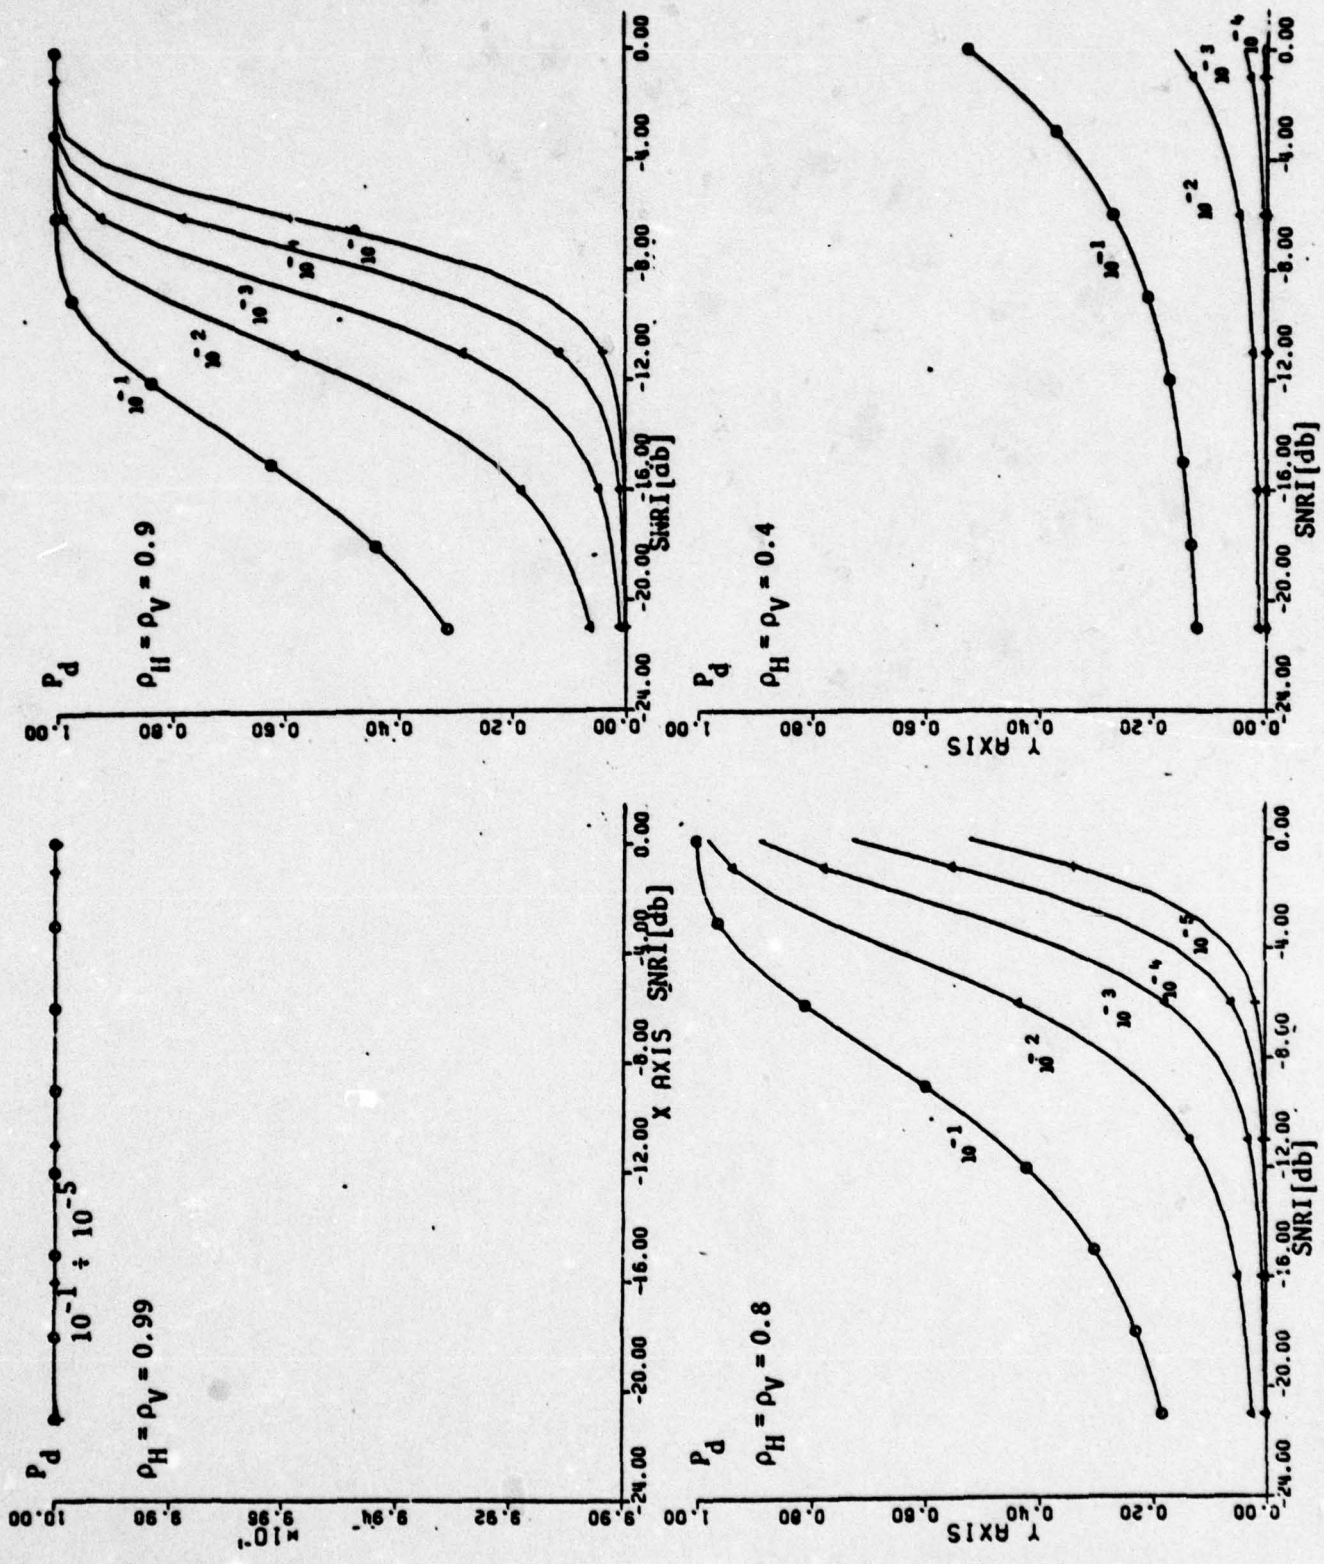 P_d
10⁻¹ ÷ 10⁻⁵
ρ_H = ρ_V = 0.99
×10⁻¹
10.00
9.98
9.96
9.94
9.92
9.90
-24.00 -20.00 -16.00 -12.00 -8.00 -4.00 0.00
X AXIS SNRI[db]
P_d
ρ_H = ρ_V = 0.9
1.00
0.80
0.60
0.40
0.20
0.00
10⁻¹
10⁻²
10⁻³
-24.00 -20.00 -16.00 -12.00 -8.00 -4.00 0.00
SNRI[db]
P_d
ρ_H = ρ_V = 0.8
Y AXIS
1.00
0.80
0.60
0.40
0.20
0.00
10⁻¹
10⁻²
10⁻³
10⁻⁴
10⁻⁵
-24.00 -20.00 -16.00 -12.00 -8.00 -4.00 0.00
SNRI[db]
P_d
ρ_H = ρ_V = 0.4
Y AXIS
1.00
0.80
0.60
0.40
0.20
0.00
10⁻¹
10⁻²
10⁻³
10⁻⁴
-24.00 -20.00 -16.00 -12.00 -8.00 -4.00 0.00
SNRI[db]